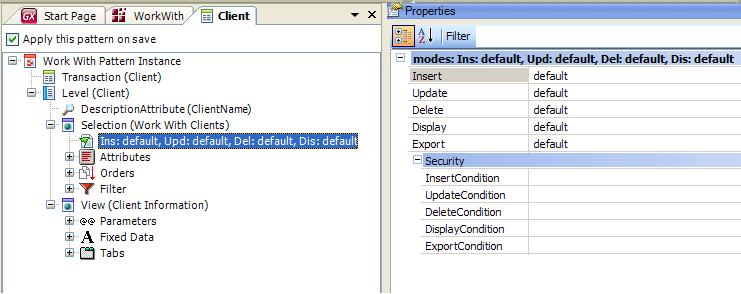 Start Page WorkWith Client
Apply this pattern on save
Work With Pattern Instance
Transaction (Client)
Level (Client)
DescriptionAttribute (ClientName)
Selection (Work With Clients)
Ins: default, Upd: default, Del: default, Dis: default
Attributes
Orders
Filter
View (Client Information)
Parameters
Fixed Data
Tabs
Properties
Filter
modes: Ins: default, Upd: default, Del: default, Dis: default
Insert default
Update default
Delete default
Display default
Export default
Security
InsertCondition
UpdateCondition
DeleteCondition
DisplayCondition
ExportCondition